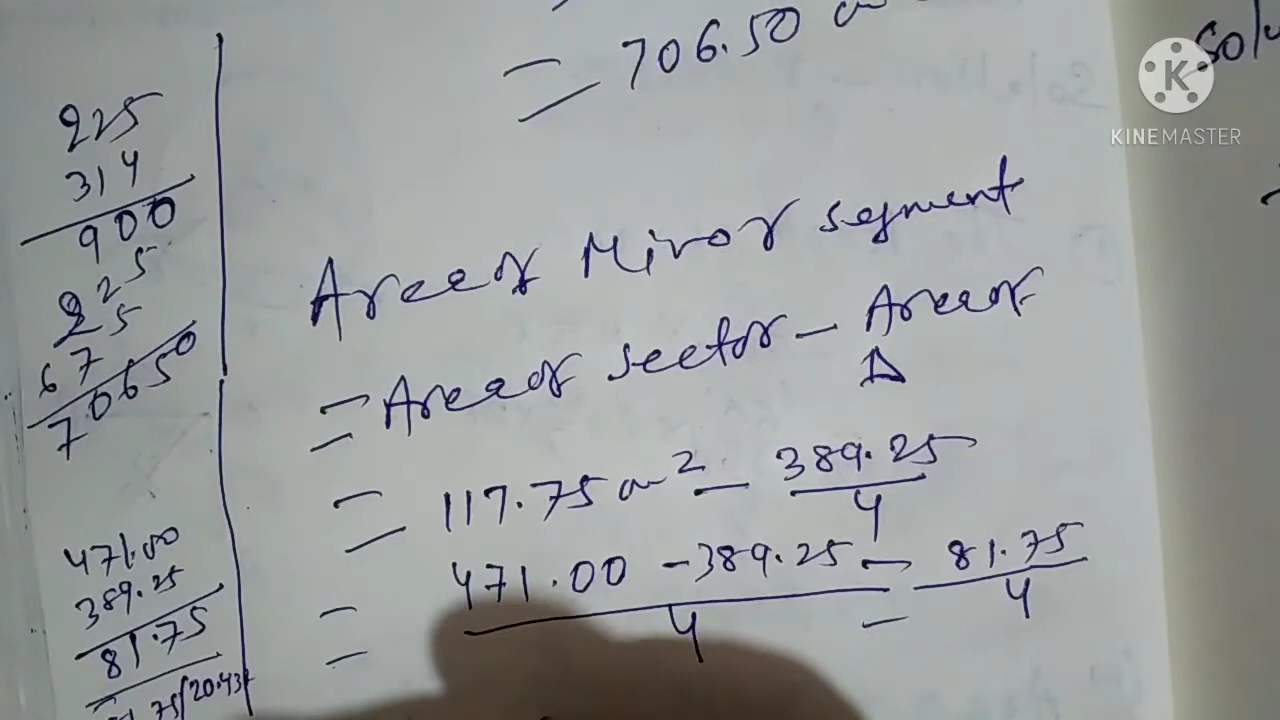 = 706.50
Solu
KINEMASTER
225
314
900
225
675
70650
Area of Minor segment
= Area of sector - Area of
Δ
= 117.75 cm² - 389.25/4
= 471.00 - 389.25/4 = 81.75/4
471.00
389.25
81.75